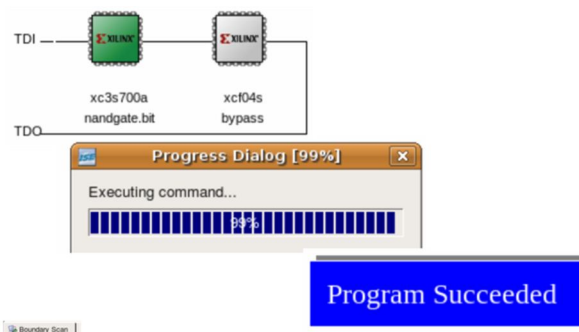 TDI
XILINX
XILINX
xc3s700a
xcf04s
nandgate.bit
bypass
TDO
Progress Dialog [99%]
Executing command...
99%
Program Succeeded
Boundary Scan